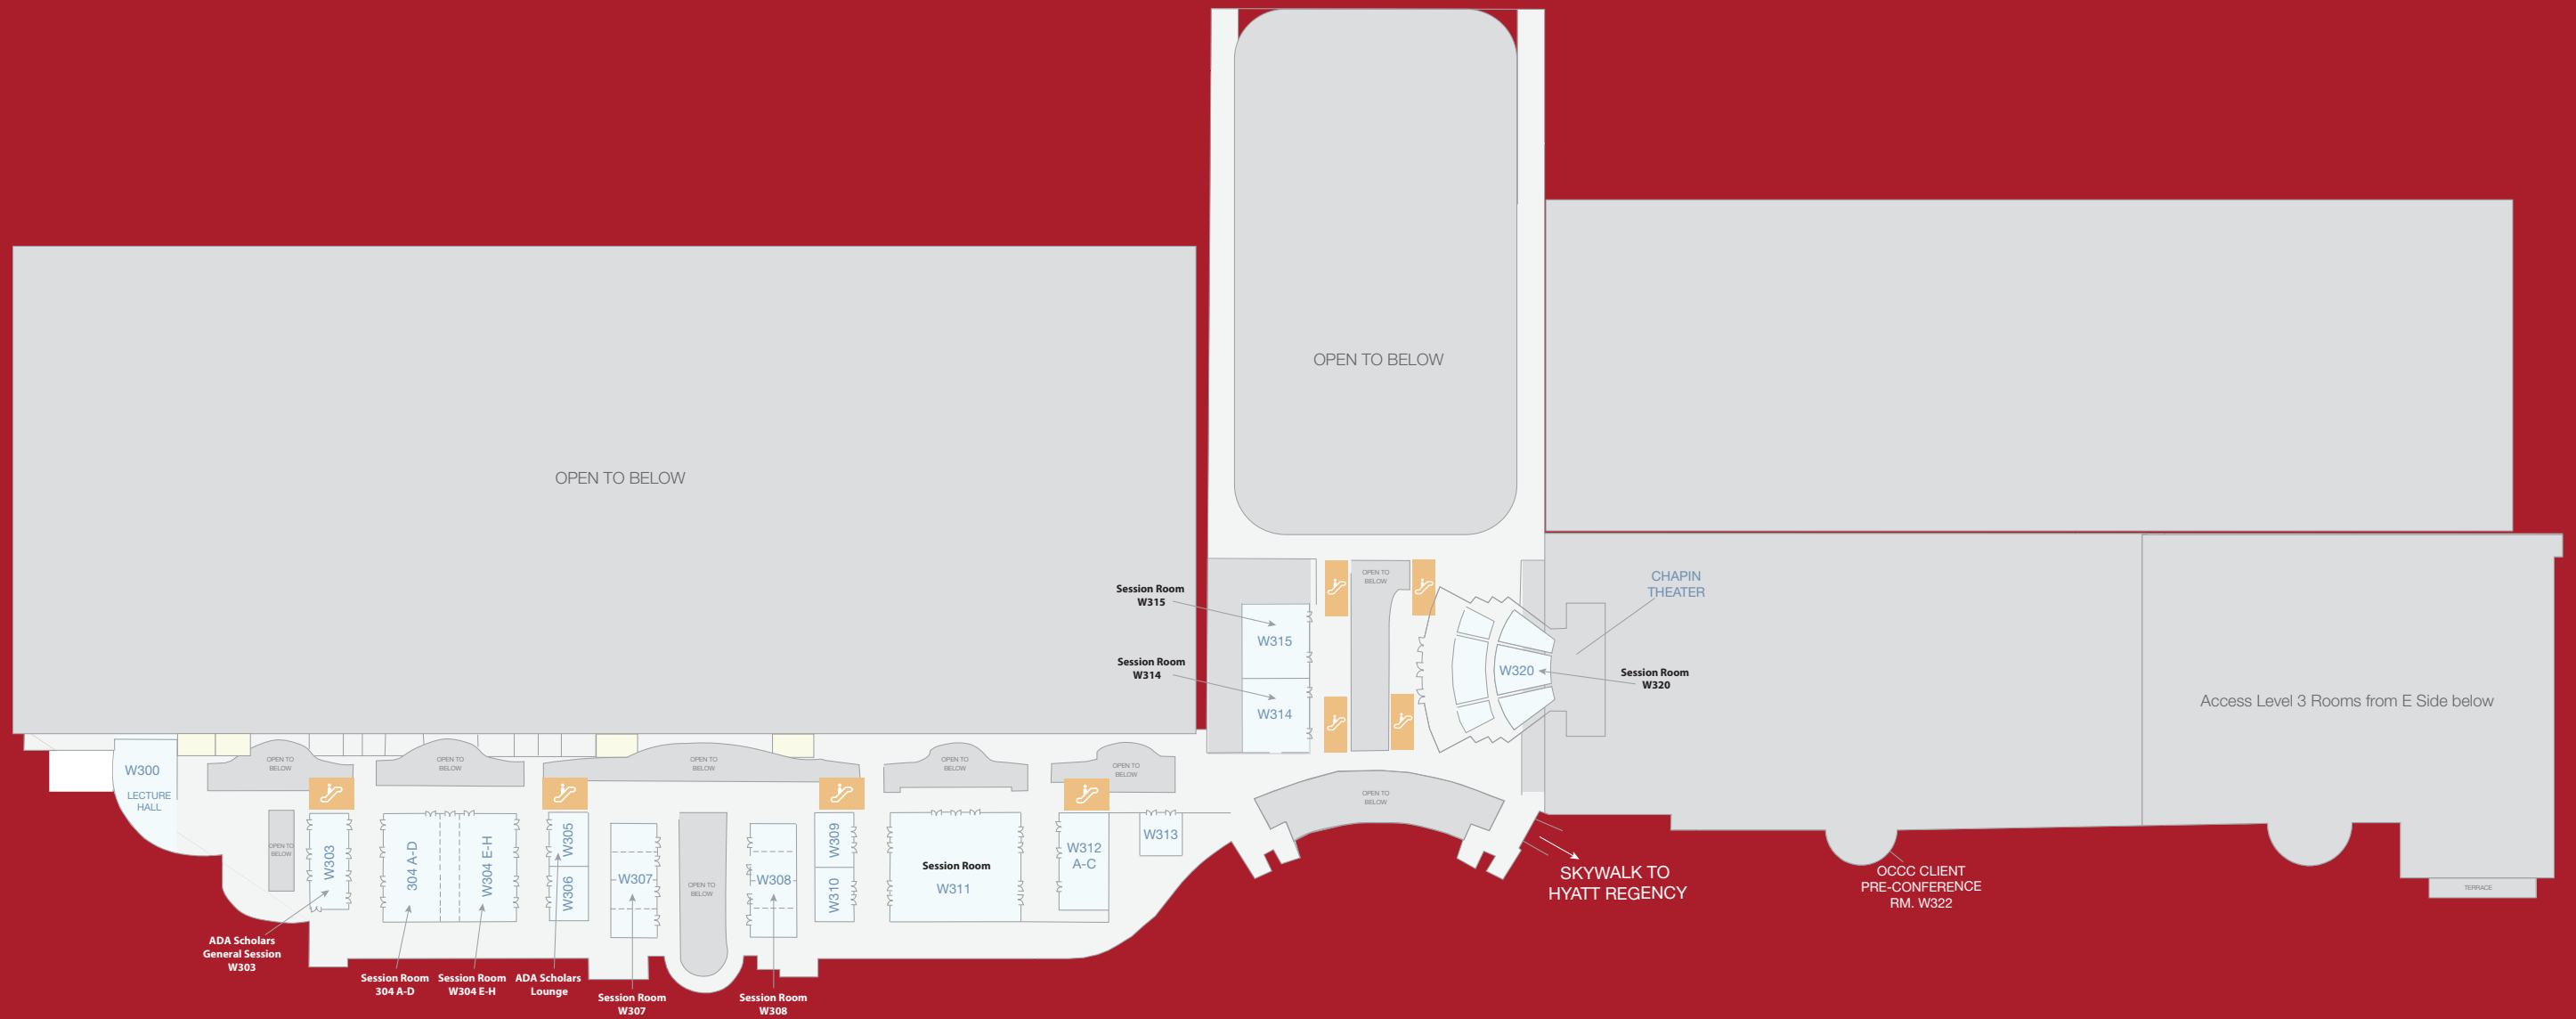 OPEN TO BELOW
OPEN TO BELOW
CHAPIN
THEATER
OPEN TO
BELOW
Session Room
W315
W315
Session Room
W314
W314
W320
Session Room
W320
Access Level 3 Rooms from E Side below
W300
LECTURE
HALL
OPEN TO
BELOW
OPEN TO
BELOW
OPEN TO
BELOW
OPEN TO
BELOW
OPEN TO
BELOW
OPEN TO
BELOW
OPEN TO
BELOW
W303
304 A-D
W304 E-H
W305
W306
W307
OPEN TO
BELOW
W308
W309
W310
Session Room
W311
W312
A-C
W313
SKYWALK TO
HYATT REGENCY
OCCC CLIENT
PRE-CONFERENCE
RM. W322
TERRACE
ADA Scholars
General Session
W303
Session Room
304 A-D
Session Room
W304 E-H
ADA Scholars
Lounge
Session Room
W307
Session Room
W308